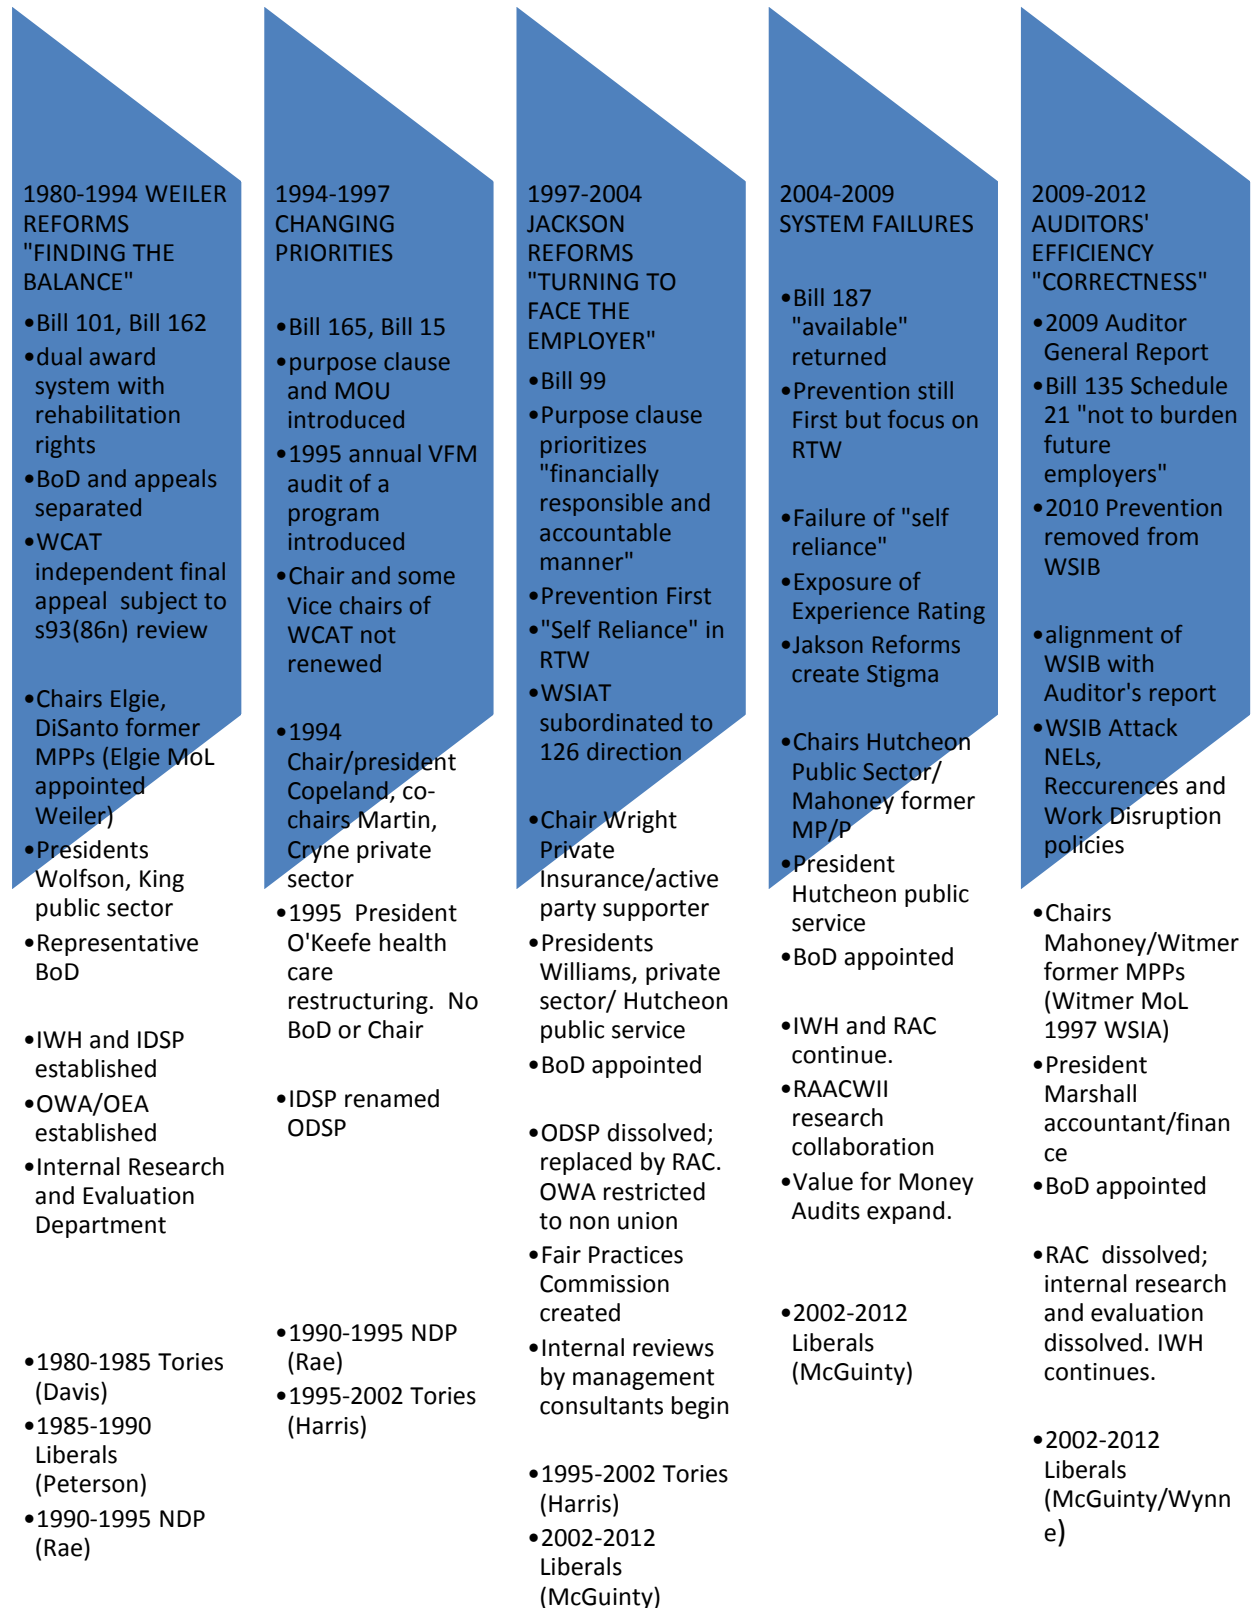 1980-1994 WEILER
REFORMS
"FINDING THE
BALANCE"
•Bill 101, Bill 162
•dual award
system with
rehabilitation
rights
•BoD and appeals
separated
•WCAT
independent final
appeal subject to
s93(86n) review
•Chairs Elgie,
DiSanto former
MPPs (Elgie MoL
appointed
Weiler)
•Presidents
Wolfson, King
public sector
•Representative
BoD
•IWH and IDSP
established
•OWA/OEA
established
•Internal Research
and Evaluation
Department
•1980-1985 Tories
(Davis)
•1985-1990
Liberals
(Peterson)
•1990-1995 NDP
(Rae)
1994-1997
CHANGING
PRIORITIES
•Bill 165, Bill 15
•purpose clause
and MOU
introduced
•1995 annual VFM
audit of a
program
introduced
•Chair and some
Vice chairs of
WCAT not
renewed
•1994
Chair/president
Copeland, co-
chairs Martin,
Cryne private
sector
•1995 President
O'Keefe health
care
restructuring. No
BoD or Chair
•IDSP renamed
ODSP
•1990-1995 NDP
(Rae)
•1995-2002 Tories
(Harris)
1997-2004
JACKSON
REFORMS
"TURNING TO
FACE THE
EMPLOYER"
•Bill 99
•Purpose clause
prioritizes
"financially
responsible and
accountable
manner"
•Prevention First
•"Self Reliance" in
RTW
•WSIAT
subordinated to
126 direction
•Chair Wright
Private
Insurance/active
party supporter
•Presidents
Williams, private
sector/ Hutcheon
public service
•BoD appointed
•ODSP dissolved;
replaced by RAC.
OWA restricted
to non union
•Fair Practices
Commission
created
•Internal reviews
by management
consultants begin
•1995-2002 Tories
(Harris)
•2002-2012
Liberals
(McGuinty)
2004-2009
SYSTEM FAILURES
•Bill 187
"available"
returned
•Prevention still
First but focus on
RTW
•Failure of "self
reliance"
•Exposure of
Experience Rating
•Jakson Reforms
create Stigma
•Chairs Hutcheon
Public Sector/
Mahoney former
MP/P
•President
Hutcheon public
service
•BoD appointed
•IWH and RAC
continue.
•RAACWII
research
collaboration
•Value for Money
Audits expand.
•2002-2012
Liberals
(McGuinty)
2009-2012
AUDITORS'
EFFICIENCY
"CORRECTNESS"
•2009 Auditor
General Report
•Bill 135 Schedule
21 "not to burden
future
employers"
•2010 Prevention
removed from
WSIB
•alignment of
WSIB with
Auditor's report
•WSIB Attack
NELs,
Reccurences and
Work Disruption
policies
•Chairs
Mahoney/Witmer
former MPPs
(Witmer MoL
1997 WSIA)
•President
Marshall
accountant/finan
ce
•BoD appointed
•RAC dissolved;
internal research
and evaluation
dissolved. IWH
continues.
•2002-2012
Liberals
(McGuinty/Wynn
e)